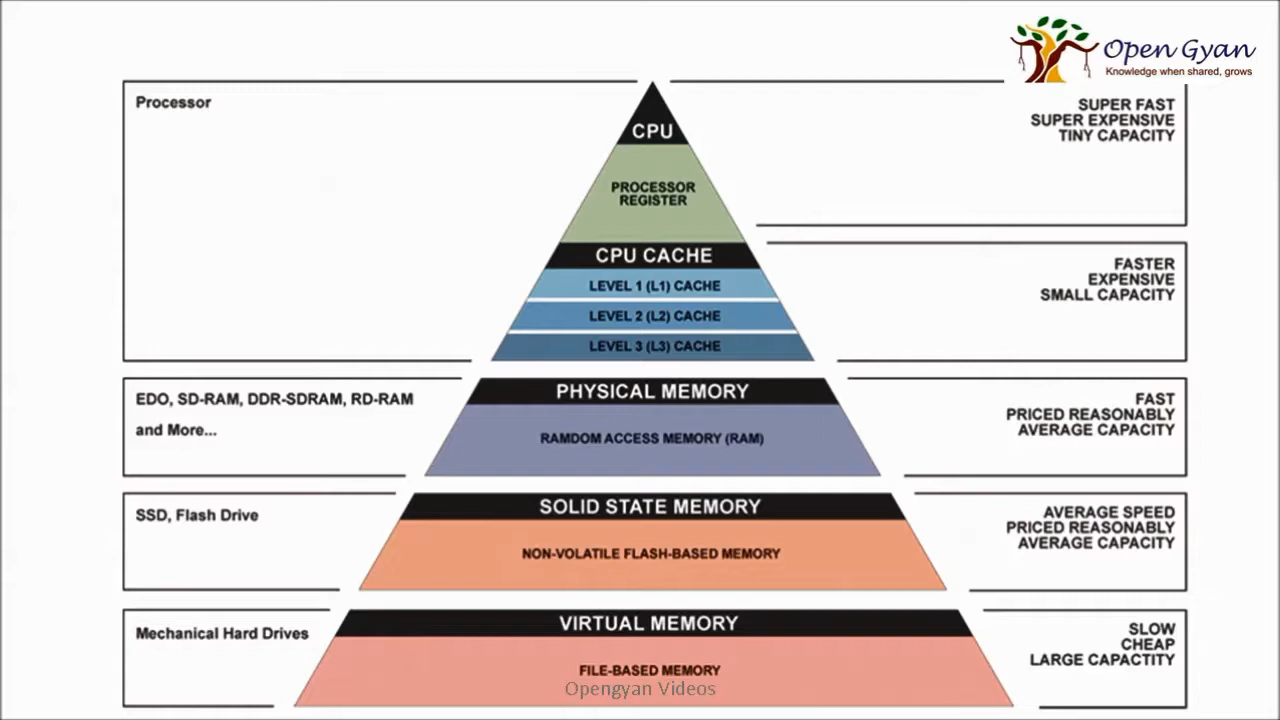 Open Gyan
Knowledge when shared, grows
Processor
CPU
PROCESSOR
REGISTER
SUPER FAST
SUPER EXPENSIVE
TINY CAPACITY
CPU CACHE
LEVEL 1 (L1) CACHE
LEVEL 2 (L2) CACHE
LEVEL 3 (L3) CACHE
FASTER
EXPENSIVE
SMALL CAPACITY
EDO, SD-RAM, DDR-SDRAM, RD-RAM
and More...
PHYSICAL MEMORY
RAMDOM ACCESS MEMORY (RAM)
FAST
PRICED REASONABLY
AVERAGE CAPACITY
SSD, Flash Drive
SOLID STATE MEMORY
NON-VOLATILE FLASH-BASED MEMORY
AVERAGE SPEED
PRICED REASONABLY
AVERAGE CAPACITY
Mechanical Hard Drives
VIRTUAL MEMORY
FILE-BASED MEMORY
SLOW
CHEAP
LARGE CAPACTITY
Opengyan Videos